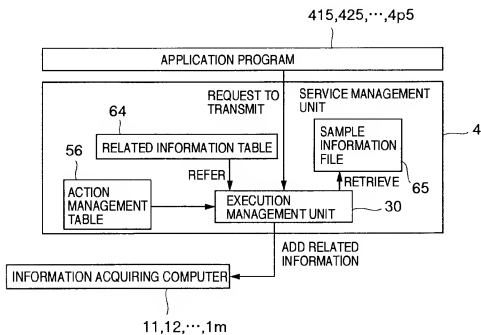 415,425,···,4p5
APPLICATION PROGRAM
REQUEST TO
TRANSMIT
SERVICE MANAGEMENT
UNIT
4
64
RELATED INFORMATION TABLE
SAMPLE
INFORMATION
FILE
65
56
REFER
RETRIEVE
ACTION
MANAGEMENT
TABLE
EXECUTION
MANAGEMENT UNIT
30
ADD RELATED
INFORMATION
INFORMATION ACQUIRING COMPUTER
11,12,···,1m